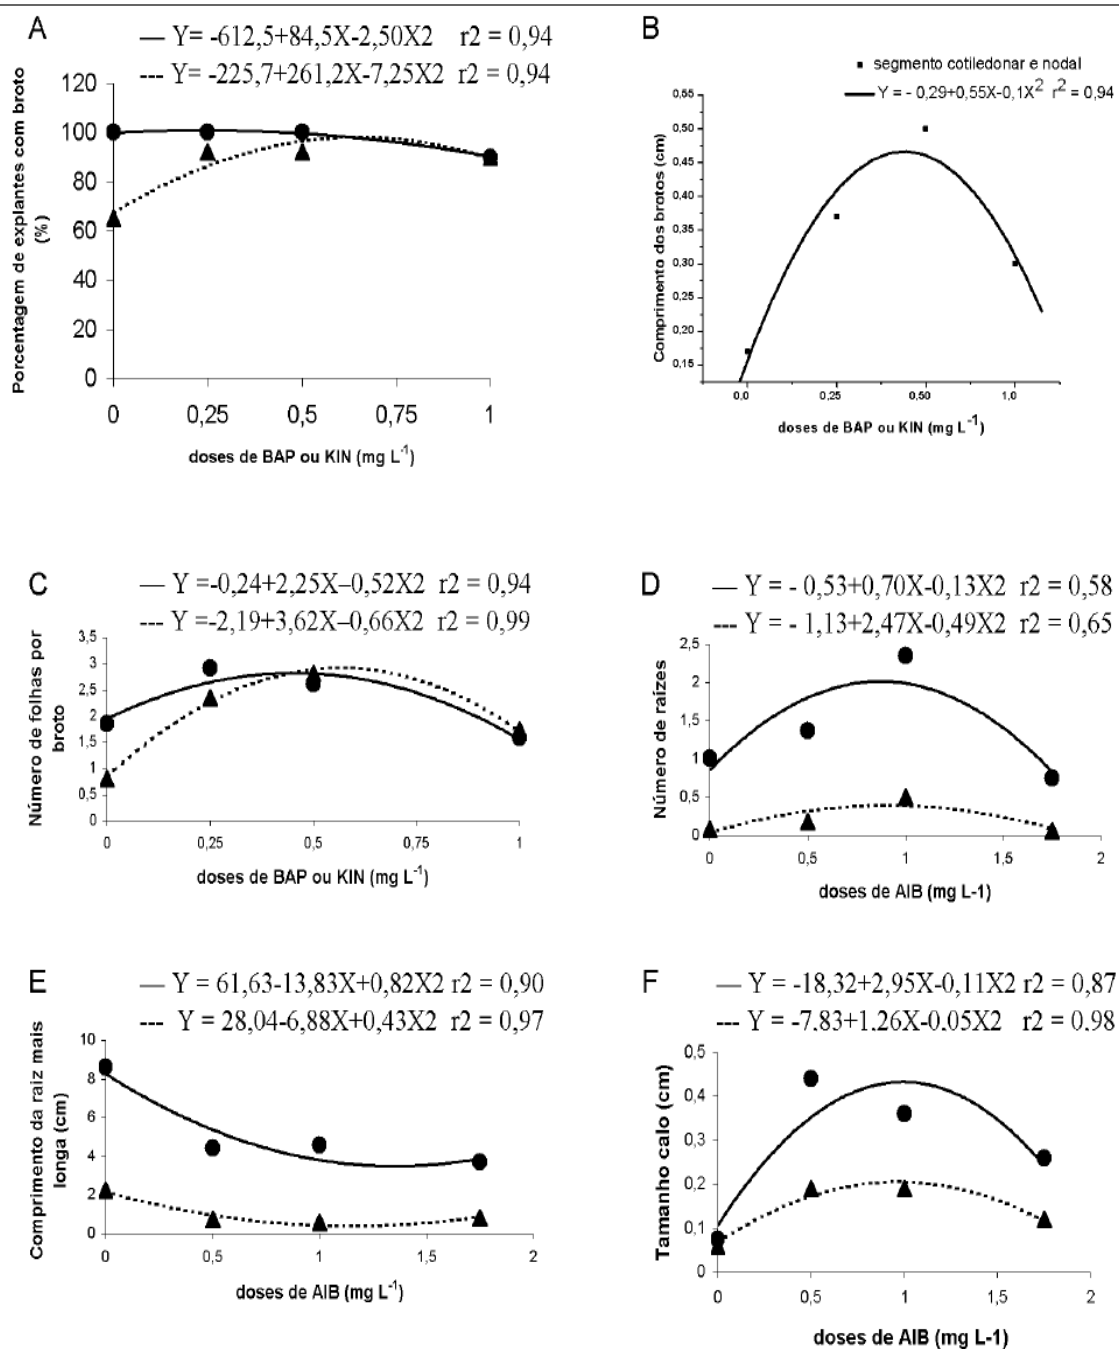 A
— Y= -612,5+84,5X-2,50X2 r2 = 0,94
--- Y= -225,7+261,2X-7,25X2 r2 = 0,94
Porcentagem de explantes com broto
(%)
120
100
80
60
40
20
0
0 0,25 0,5 0,75 1
doses de BAP ou KIN (mg L-1)
B
segmento cotiledonar e nodal
Y = - 0,29+0,55X-0,1X2 r2 = 0,94
Comprimento dos brotos (cm)
0,55
0,50
0,45
0,30
0,35
0,30
0,25
0,20
0,15
0,0 0,25 0,50 1,0
doses de BAP ou KIN (mg L-1)
C
— Y =-0,24+2,25X–0,52X2 r2 = 0,94
--- Y =-2,19+3,62X–0,66X2 r2 = 0,99
Número de folhas por
broto
3.5
3
2,5
2
1,5
1
0,5
0
0 0,25 0,5 0,75 1
doses de BAP ou KIN (mg L-1)
D
— Y = - 0,53+0,70X-0,13X2 r2 = 0,58
--- Y = - 1,13+2,47X-0,49X2 r2 = 0,65
Número de raízes
2,5
2
1,5
1
0,5
0
0 0,5 1 1,5 2
doses de AIB (mg L-1)
E
— Y = 61,63-13,83X+0,82X2 r2 = 0,90
--- Y = 28,04-6,88X+0,43X2 r2 = 0,97
Comprimento da raiz mais
longa (cm)
10
8
6
4
2
0
0 0,5 1 1,5 2
doses de AIB (mg L-1)
F
— Y = -18,32+2,95X-0,11X2 r2 = 0,87
--- Y = -7,83+1,26X-0,05X2 r2 = 0,98
Tamanho calo (cm)
0,5
0,4
0,3
0,2
0,1
0
0 0,5 1 1,5 2
doses de AIB (mg L-1)